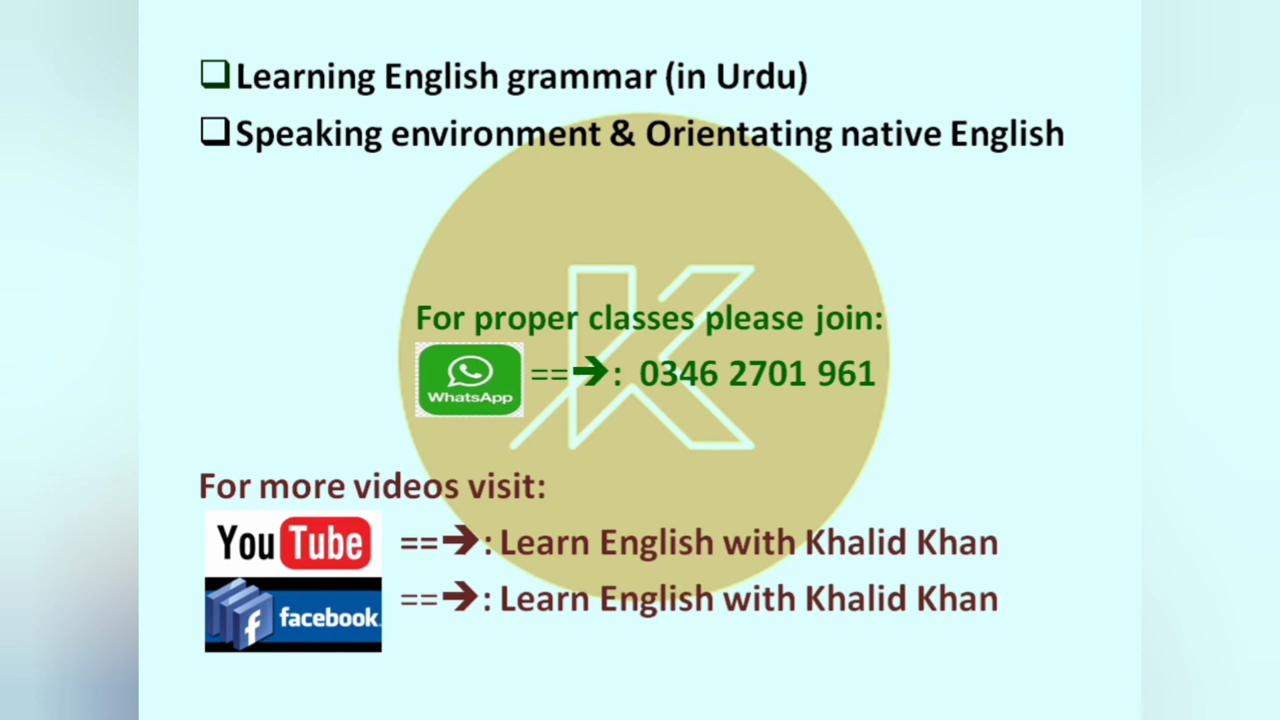 Learning English grammar (in Urdu)
Speaking environment & Orientating native English
For proper classes please join:
WhatsApp ==➔: 0346 2701 961
For more videos visit:
YouTube ==➔: Learn English with Khalid Khan
facebook ==➔: Learn English with Khalid Khan
K